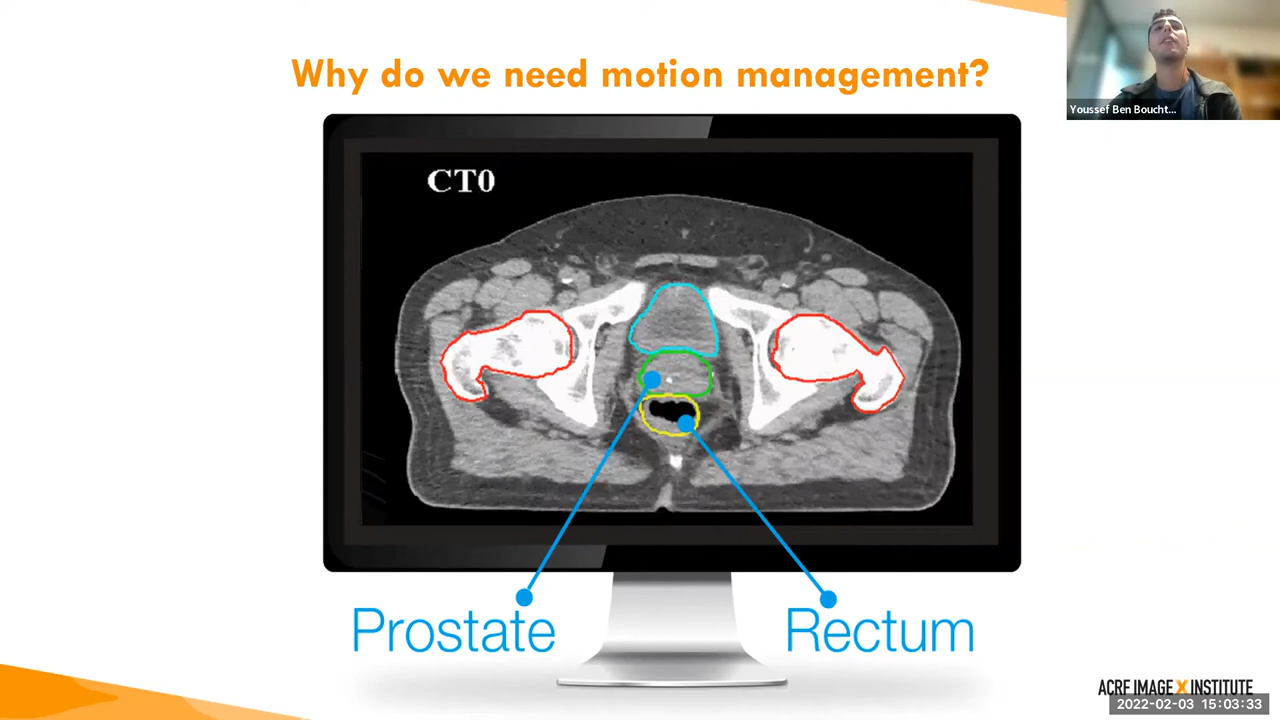 Why do we need motion management?
Youssef Ben Boucht...
CT0
Prostate
Rectum
ACRF IMAGE X INSTITUTE
2022-02-03 15:03:33